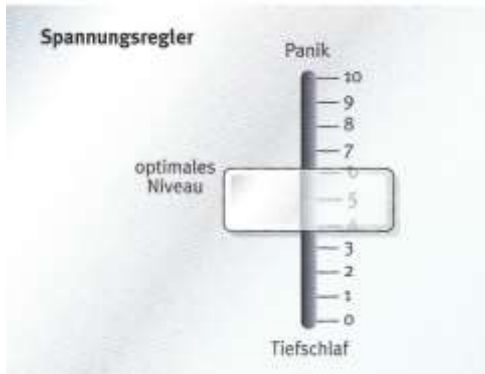 Spannungsregler
Panik
10
9
8
7
optimales
Niveau
6
5
4
3
2
1
0
Tiefschlaf